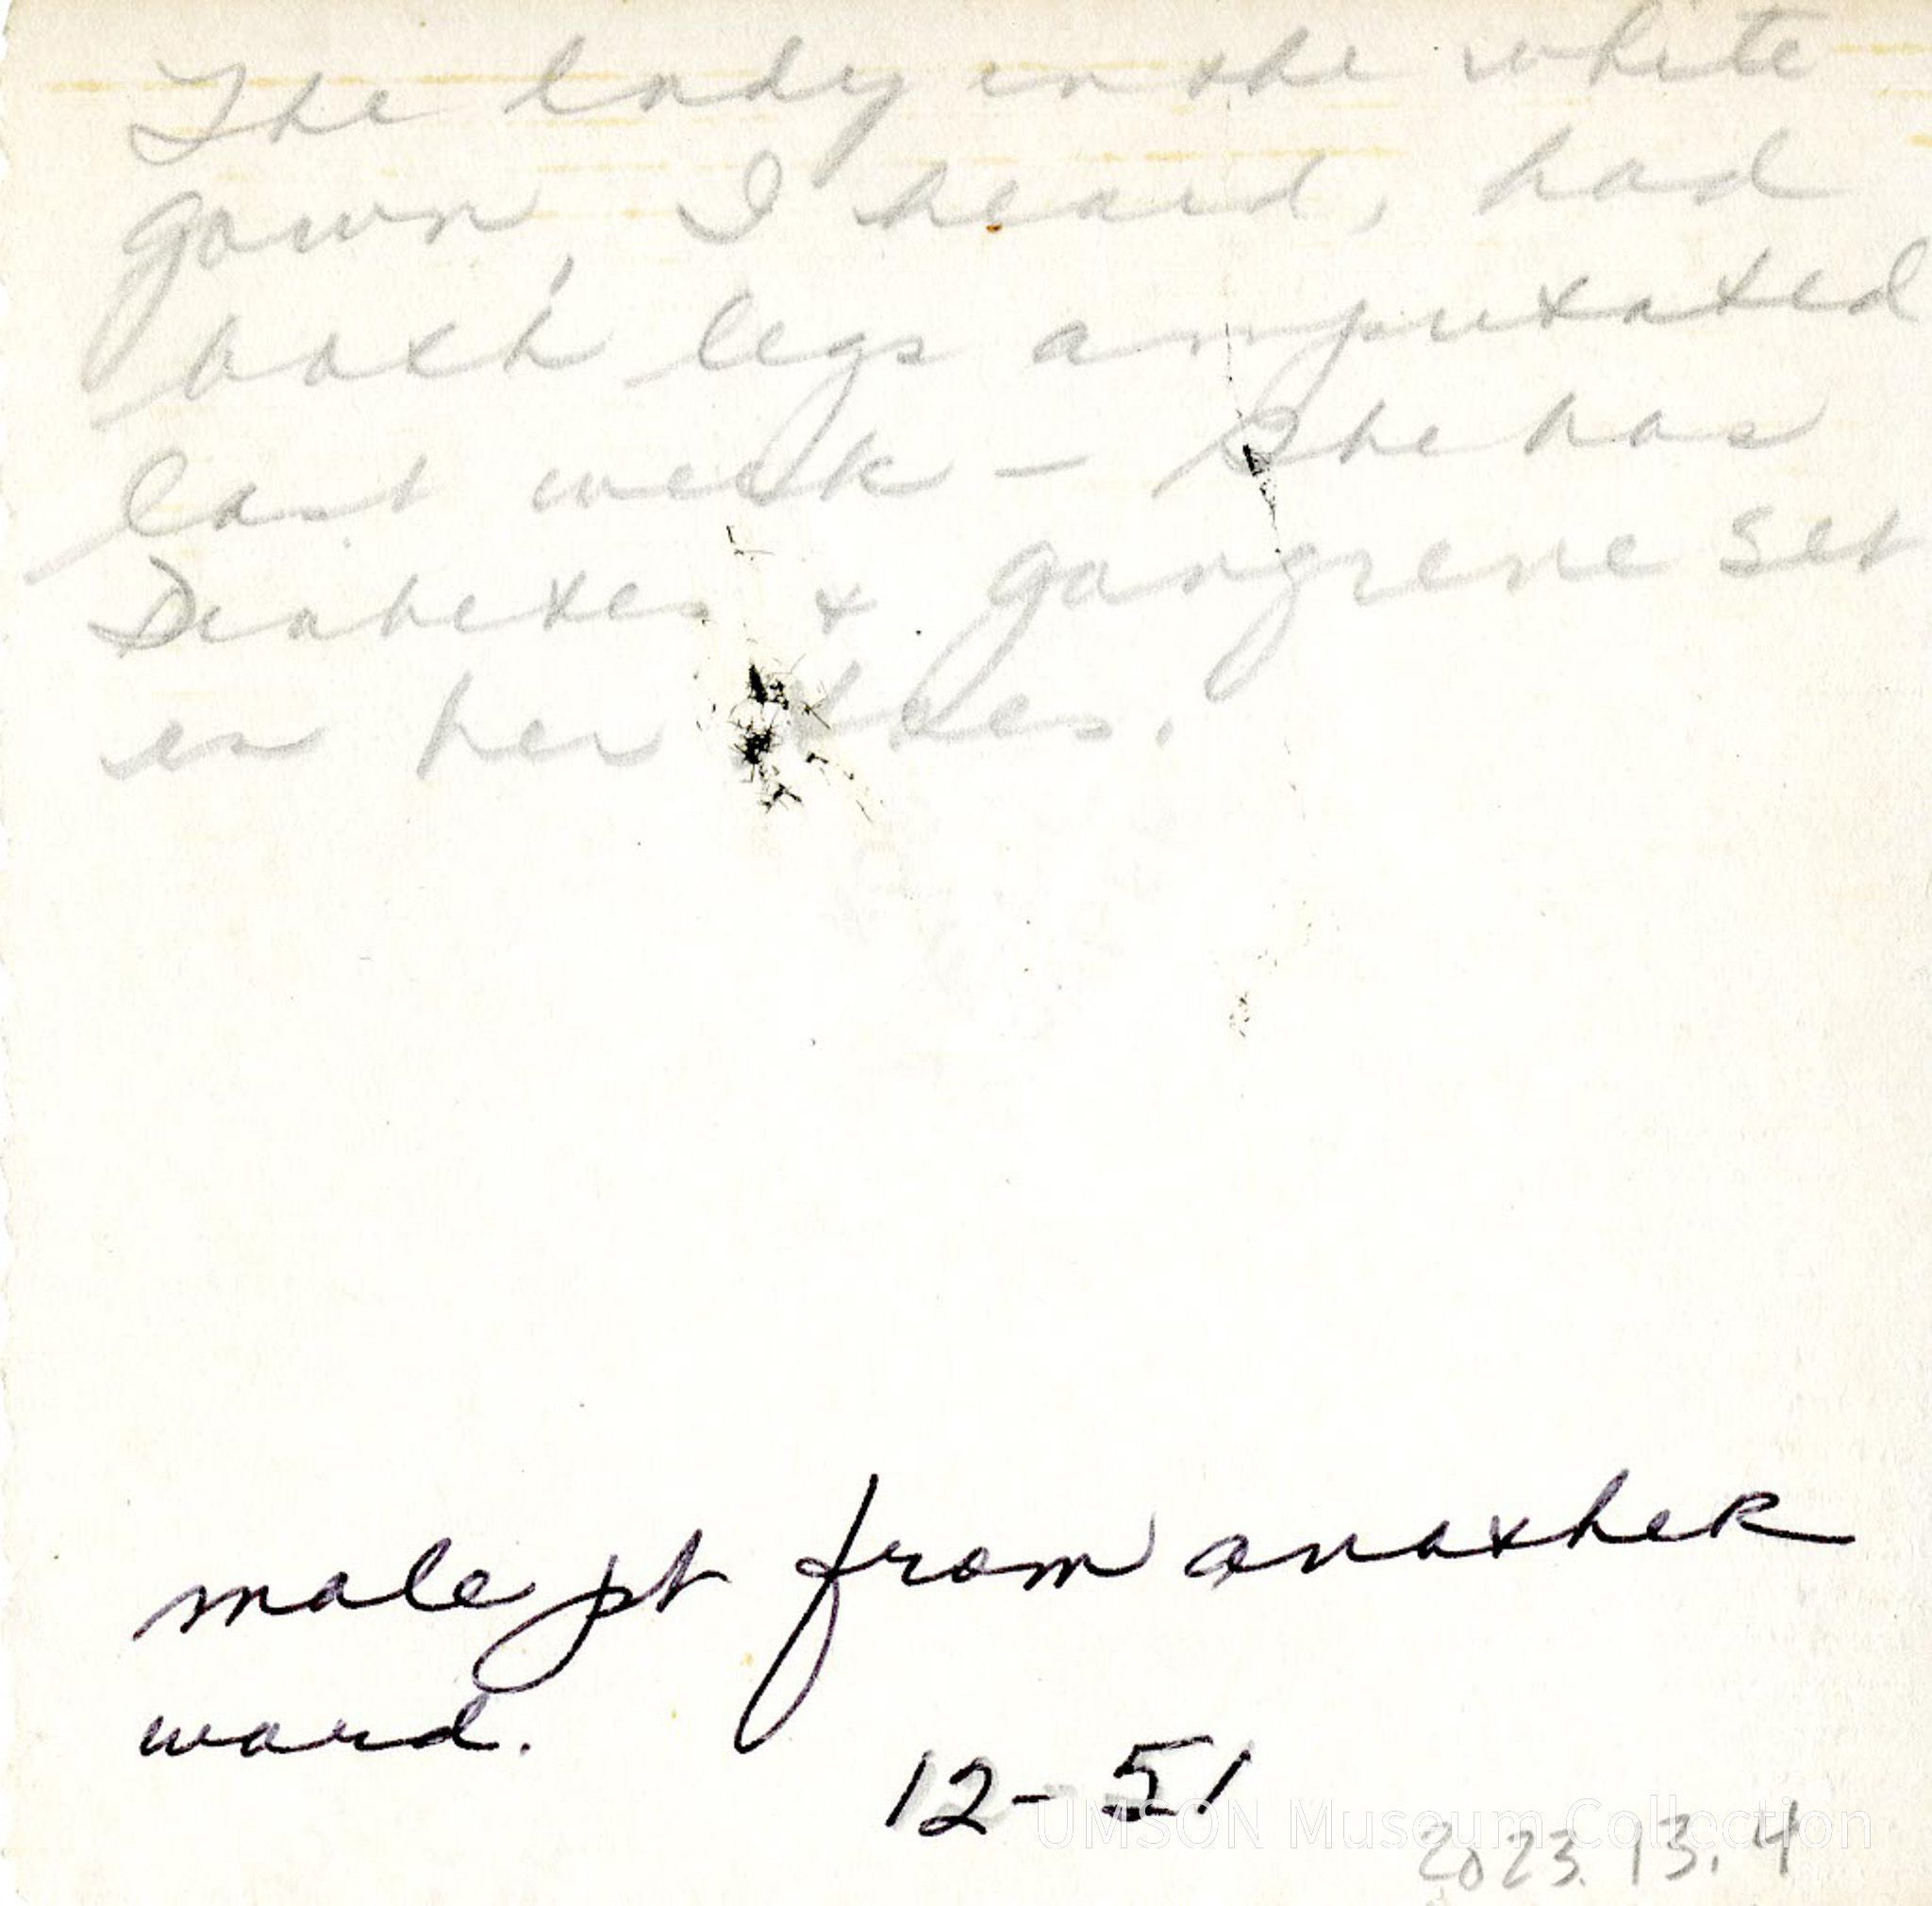 The lady in the white
gown, I heard, had
both legs amputated
last week - She has
Diabetes & gangrene set
in her toes.
male pt from another
ward.
12-51
UMSON Museum Collection
2023.13.4